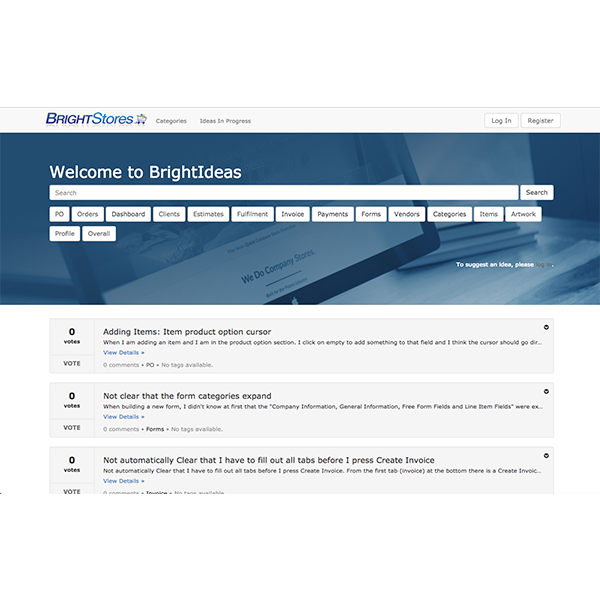 BRIGHTStores Categories Ideas In Progress Log In Register
Welcome to BrightIdeas
Search Search
PO Orders Dashboard Clients Estimates Fulfilment Invoice Payments Forms Vendors Categories Items Artwork
Profile Overall
We Do Company Stores.
To suggest an idea, please log in.
0 Adding Items: Item product option cursor
votes When I am adding an item and I am in the product option section. I click on empty to add something to that field and I think the cursor should go dir...
View Details »
VOTE 0 comments • PO • No tags available.
0 Not clear that the form categories expand
votes When building a new form, I didn't know at first that the "Company Information, General Information, Free Form Fields and Line Item Fields" were ex...
View Details »
VOTE 0 comments • Forms • No tags available.
0 Not automatically Clear that I have to fill out all tabs before I press Create Invoice
votes Not automatically Clear that I have to fill out all tabs before I press Create Invoice. From the first tab (invoice) at the bottom there is a Create Invoic...
View Details »
VOTE 0 comments • Invoice • No tags available.